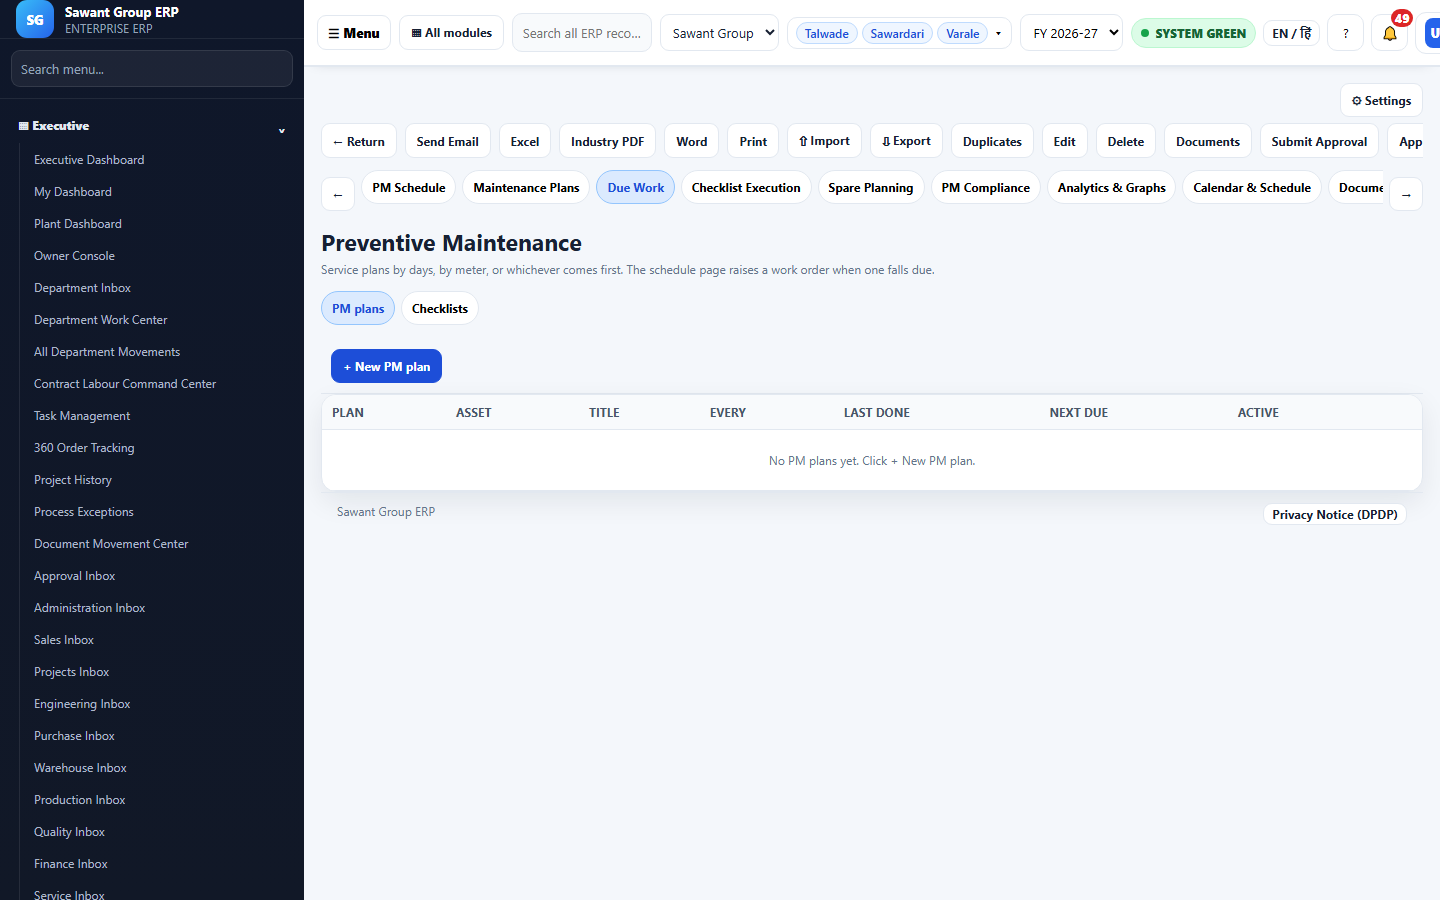 SG Sawant Group ERP
ENTERPRISE ERP
Search menu...
Executive
Executive Dashboard
My Dashboard
Plant Dashboard
Owner Console
Department Inbox
Department Work Center
All Department Movements
Contract Labour Command Center
Task Management
360 Order Tracking
Project History
Process Exceptions
Document Movement Center
Approval Inbox
Administration Inbox
Sales Inbox
Projects Inbox
Engineering Inbox
Purchase Inbox
Warehouse Inbox
Production Inbox
Quality Inbox
Finance Inbox
Service Inbox
☰ Menu All modules Search all ERP reco... Sawant Group Talwade Sawardari Varale FY 2026-27 SYSTEM GREEN EN / हिं ? 49 U
⚙ Settings
← Return Send Email Excel Industry PDF Word Print ⇧ Import ⇩ Export Duplicates Edit Delete Documents Submit Approval App
← PM Schedule Maintenance Plans Due Work Checklist Execution Spare Planning PM Compliance Analytics & Graphs Calendar & Schedule Docume →
Preventive Maintenance
Service plans by days, by meter, or whichever comes first. The schedule page raises a work order when one falls due.
PM plans Checklists
+ New PM plan
PLAN ASSET TITLE EVERY LAST DONE NEXT DUE ACTIVE
No PM plans yet. Click + New PM plan.
Sawant Group ERP Privacy Notice (DPDP)